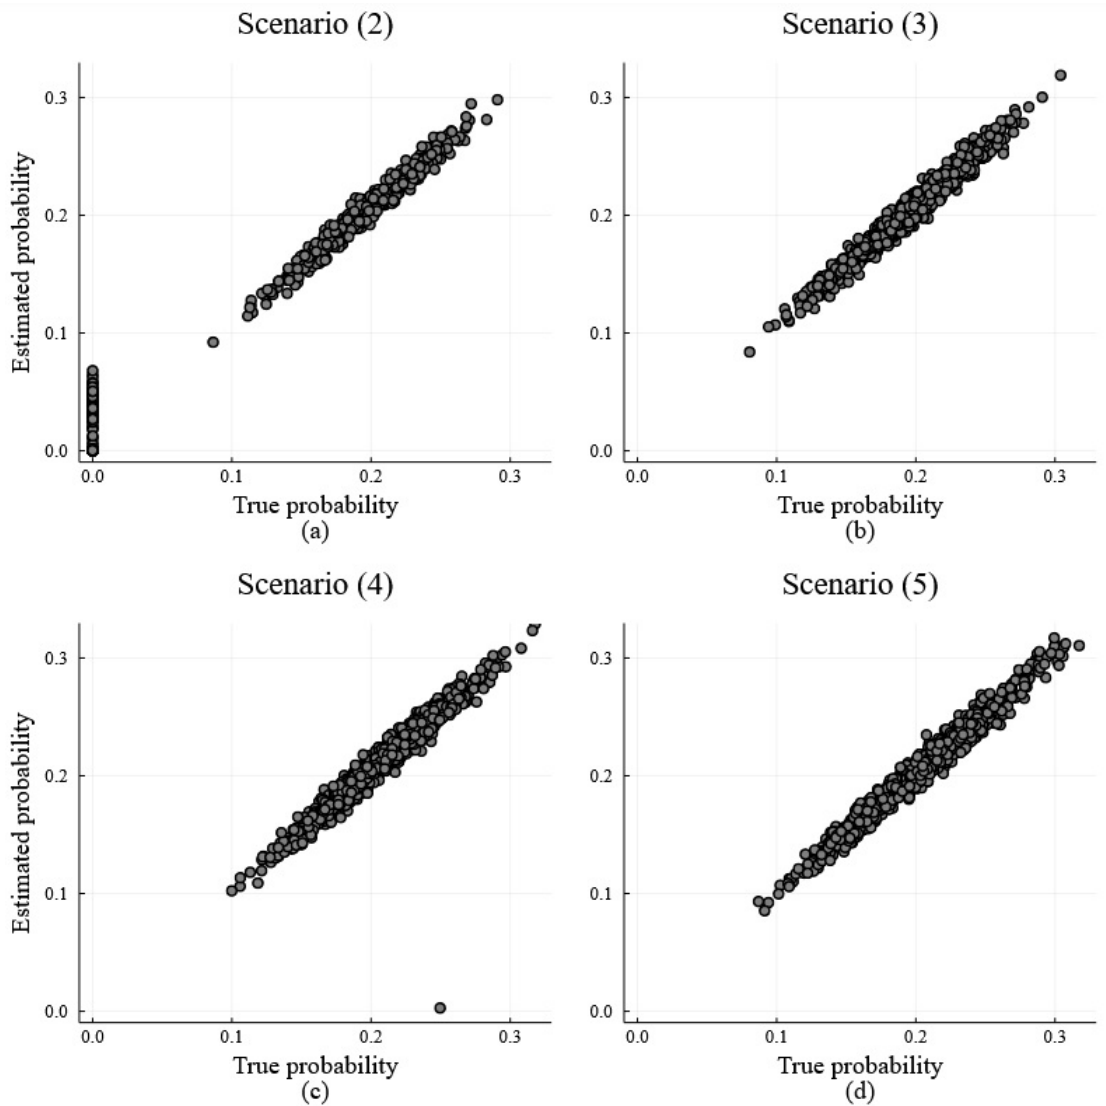 Scenario (2)
Scenario (3)
0.3
0.2
0.1
0.0
Estimated probability
0.0 0.1 0.2 0.3
True probability
(a)
0.3
0.2
0.1
0.0
0.0 0.1 0.2 0.3
True probability
(b)
Scenario (4)
Scenario (5)
0.3
0.2
0.1
0.0
Estimated probability
0.0 0.1 0.2 0.3
True probability
(c)
0.3
0.2
0.1
0.0
0.0 0.1 0.2 0.3
True probability
(d)